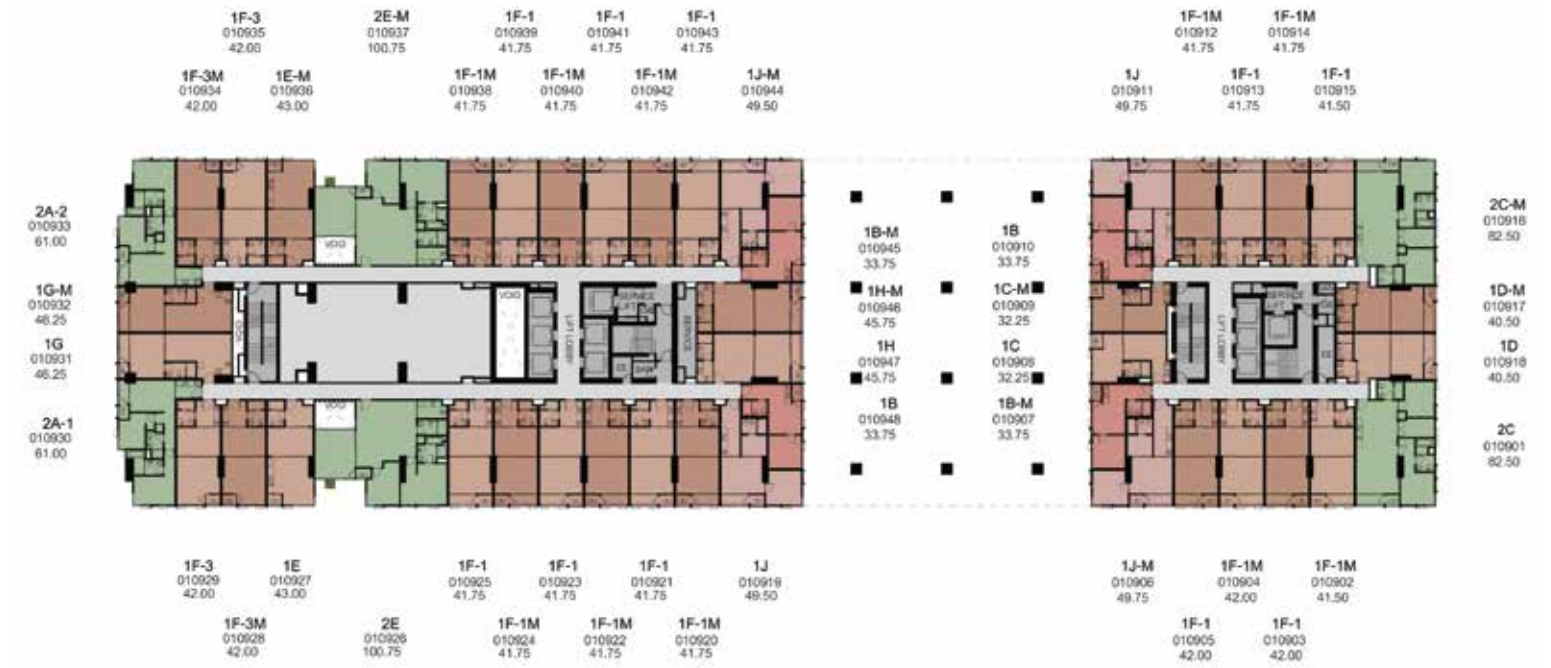 1F-3
010935
42.00
2E-M
010937
100.75
1F-1
010939
41.75
1F-1
010941
41.75
1F-1
010943
41.75
1F-1M
010912
41.75
1F-1M
010914
41.75
1F-3M
010934
42.00
1E-M
010936
43.00
1F-1M
010938
41.75
1F-1M
010940
41.75
1F-1M
010942
41.75
1J-M
010944
49.50
1J
010911
49.75
1F-1
010913
41.75
1F-1
010915
41.50
2A-2
010933
61.00
1G-M
010932
46.25
1G
010931
46.25
2A-1
010930
61.00
VOID
VOID
VOID
VOID
LIFT LOBBY
SERVICE
LIFT
SERVICE
1B-M
010945
33.75
1B
010910
33.75
1H-M
010946
45.75
1C-M
010909
32.25
1H
010947
45.75
1C
010908
32.25
1B
010948
33.75
1B-M
010907
33.75
LIFT LOBBY
SERVICE
LIFT
2C-M
010916
82.50
1D-M
010917
40.50
1D
010918
40.50
2C
010901
82.50
1F-3
010929
42.00
1E
010927
43.00
1F-1
010925
41.75
1F-1
010923
41.75
1F-1
010921
41.75
1J
010919
49.50
1J-M
010906
49.75
1F-1M
010904
42.00
1F-1M
010902
41.50
1F-3M
010928
42.00
2E
010926
100.75
1F-1M
010924
41.75
1F-1M
010922
41.75
1F-1M
010920
41.75
1F-1
010905
42.00
1F-1
010903
42.00